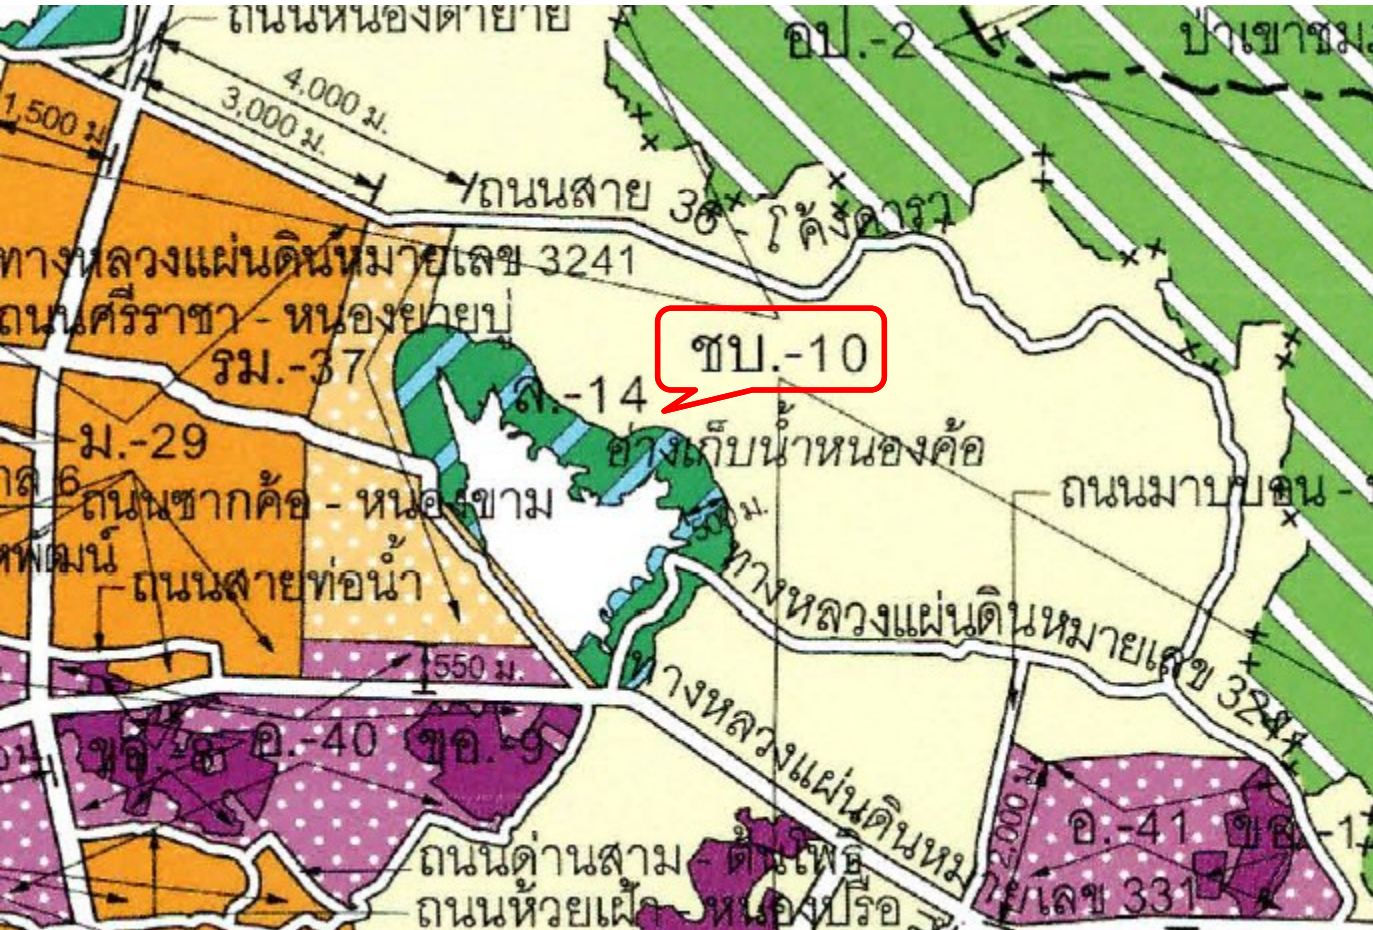 ถนนหนองตายาย
อป.-2
ป่าเขาชม
4,000 ม.
3,000 ม.
1,500 ม.
ถนนสาย 36 - โค้งดารา
ทางหลวงแผ่นดินหมายเลข 3241
ถนนศรีราชา - หนองยายบู่
ชบ.-10
รม.-37
ล.-14
อ่างเก็บน้ำหนองค้อ
ม.-29
6
ถนนซากค้อ - หนองขาม
500 ม.
ถนนมาบบอน -
พัฒน์
ถนนสายท่อน้ำ
ทางหลวงแผ่นดินหมายเลข 3241
550 ม.
ทางหลวงแผ่นดินหมายเลข 331
ขอ.-8
อ.-40
ขอ.-9
2,000 ม.
อ.-41
ขอ.-1
ถนนด่านสาม - ต้นโพธิ์
ถนนห้วยเฝ้า - หนองปรือ